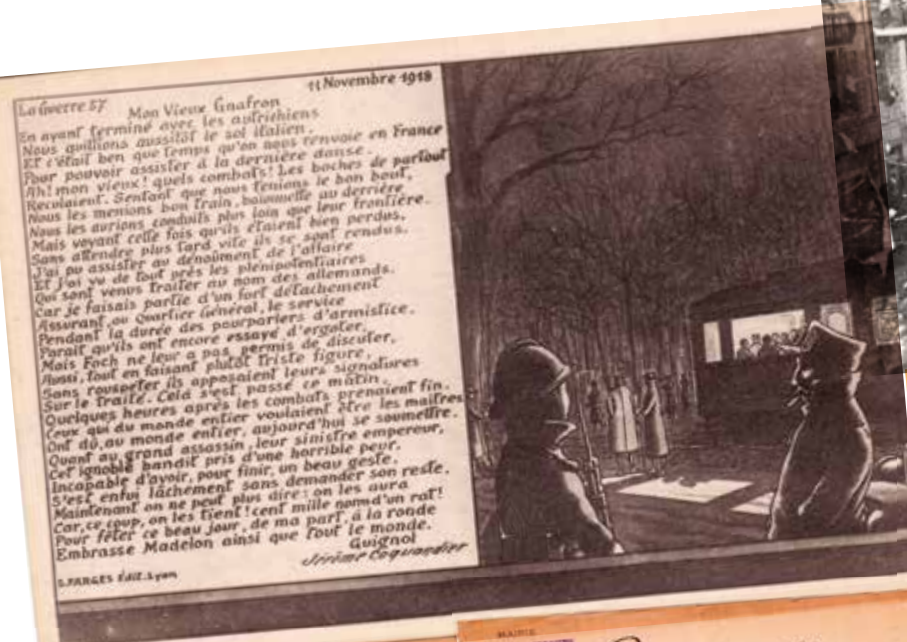 La Guerre 57
11 Novembre 1918
Mon Vieux Gnafron
En ayant terminé avec les autrichiens
Nous quittions aussitôt le sol italien,
Et c'était ben que temps qu'on nous renvoie en France
Pour pouvoir assister à la dernière danse.
Ah! mon vieux! quels combats! Les boches de partout
Reculaient. Sentant que nous tenions le bon bout,
Nous les menions bon train, baïonnette au derrière
Nous les aurions conduits plus loin que leur frontière.
Mais voyant cette fois qu'ils étaient bien perdus,
Sans attendre plus tard vite ils se sont rendus.
J'ai pu assister au dénoûment de l'affaire
Et j'ai vu de tout près les plénipotentiaires
Qui sont venus traiter au nom des allemands.
Car je faisais partie d'un fort détachement
Assurant, au Quartier Général, le service
Pendant la durée des pourparlers d'armistice.
Parait qu'ils ont encore essayé d'ergoter,
Mais Foch ne leur a pas permis de discuter,
Aussi, tout en faisant plutôt triste figure,
Sans rouspéter ils apposaient leurs signatures
Sur le traité. Celà s'est passé ce matin,
Quelques heures après les combats prenaient fin.
Ceux qui du monde entier voulaient être les maîtres
Ont dû, au monde entier, aujourd'hui se soumettre.
Quant au grand assassin, leur sinistre empereur,
Cet ignoble bandit pris d'une horrible peur,
Incapable d'avoir, pour finir, un beau geste,
S'est enfui lâchement sans demander son reste.
Maintenant on ne peut plus dire: on les aura
Car, ce coup, on les tient! cent mille noms d'un rat!
Pour fêter ce beau jour, de ma part, à la ronde
Embrasse Madelon ainsi que tout le monde.
Guignol
Jérôme Coquandier
S.FARGES Édit. Lyon
MAIRIE